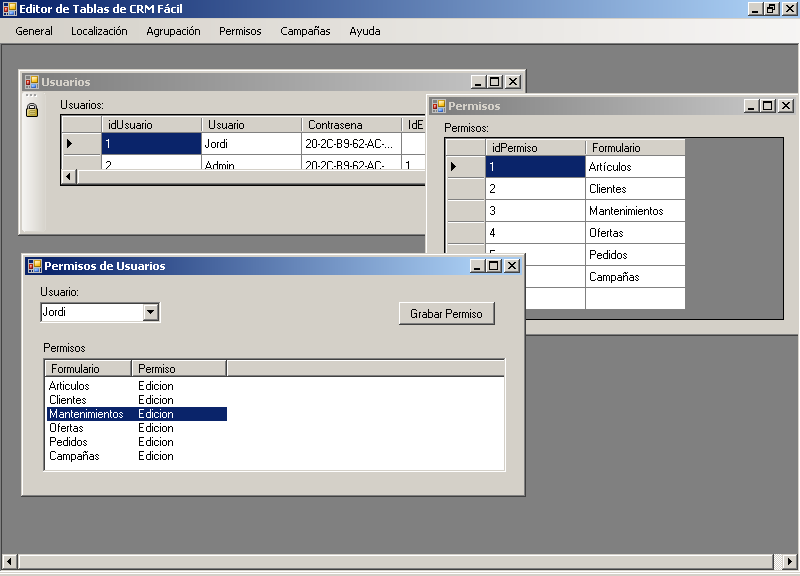 Editor de Tablas de CRM Fácil
General Localización Agrupación Permisos Campañas Ayuda
Usuarios
Usuarios:
idUsuario Usuario Contrasena IdE
1 Jordi 20-2C-B9-62-AC-...
2 Admin 20-2C-B9-62-AC- 1
Permisos
Permisos:
idPermiso Formulario
1 Artículos
2 Clientes
3 Mantenimientos
4 Ofertas
Pedidos
Campañas
Permisos de Usuarios
Usuario:
Jordi
Grabar Permiso
Permisos
Formulario Permiso
Articulos Edicion
Clientes Edicion
Mantenimientos Edicion
Ofertas Edicion
Pedidos Edicion
Campañas Edicion